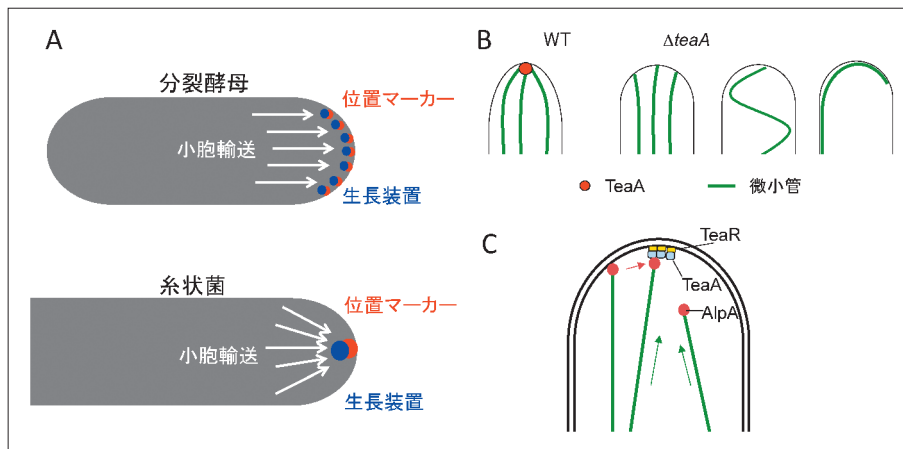 A
分裂酵母
位置マーカー
小胞輸送
生長装置
糸状菌
位置マーカー
小胞輸送
生長装置
B
WT
ΔteaA
TeaA
微小管
C
TeaR
TeaA
AlpA